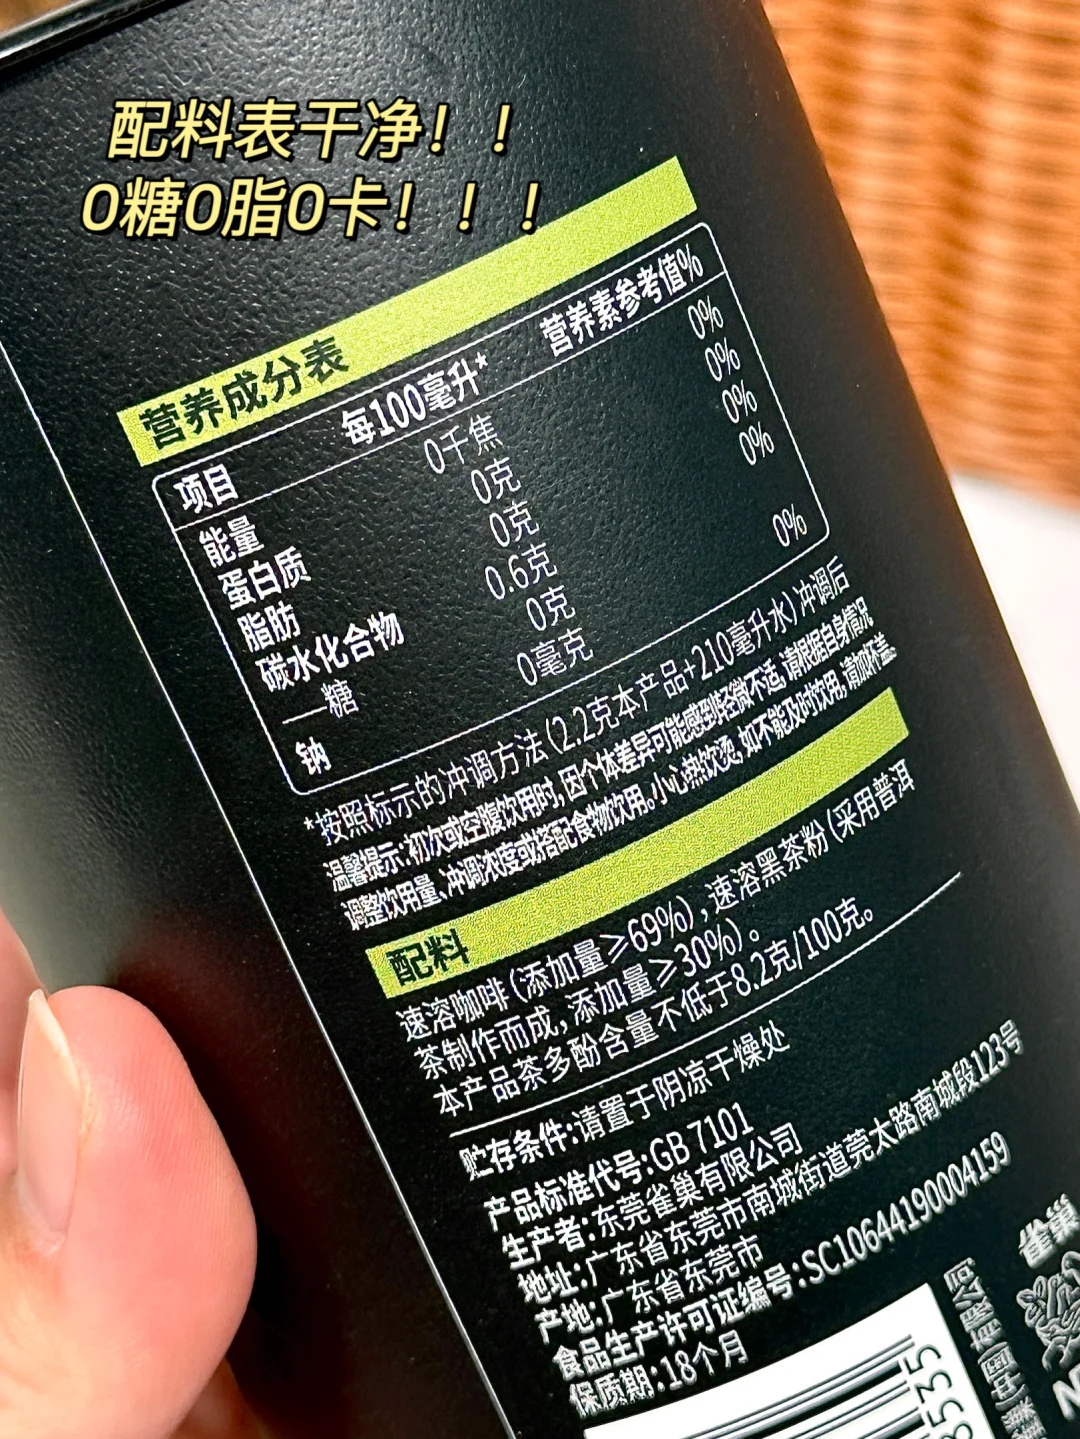 配料表干净！！
0糖0脂0卡！！！
营养成分表
项目 每100毫升* 营养素参考值%
能量 0千焦 0%
蛋白质 0克 0%
脂肪 0克 0%
碳水化合物 0.6克 0%
—糖 0克
钠 0毫克 0%
*按照标示的冲调方法(2.2克本产品+210毫升水)冲调后
温馨提示:初次或空腹饮用时,因个体差异可能感到轻微不适,请根据自身情况
调整饮用量、冲调浓度或搭配食物饮用。小心热饮烫,如不能及时饮用,请加杯盖。
配料
速溶咖啡(添加量≥69%),速溶黑茶粉(采用普洱
茶制作而成,添加量≥30%)。
本产品茶多酚含量不低于8.2克/100克。
贮存条件:请置于阴凉干燥处
产品标准代号:GB 7101
生产者:东莞雀巢有限公司
地址:广东省东莞市南城街道莞太路南城段123号
产地:广东省东莞市
食品生产许可证编号:SC10644190004159
保质期:18个月
8535
雀巢(中国)有限公司
雀巢